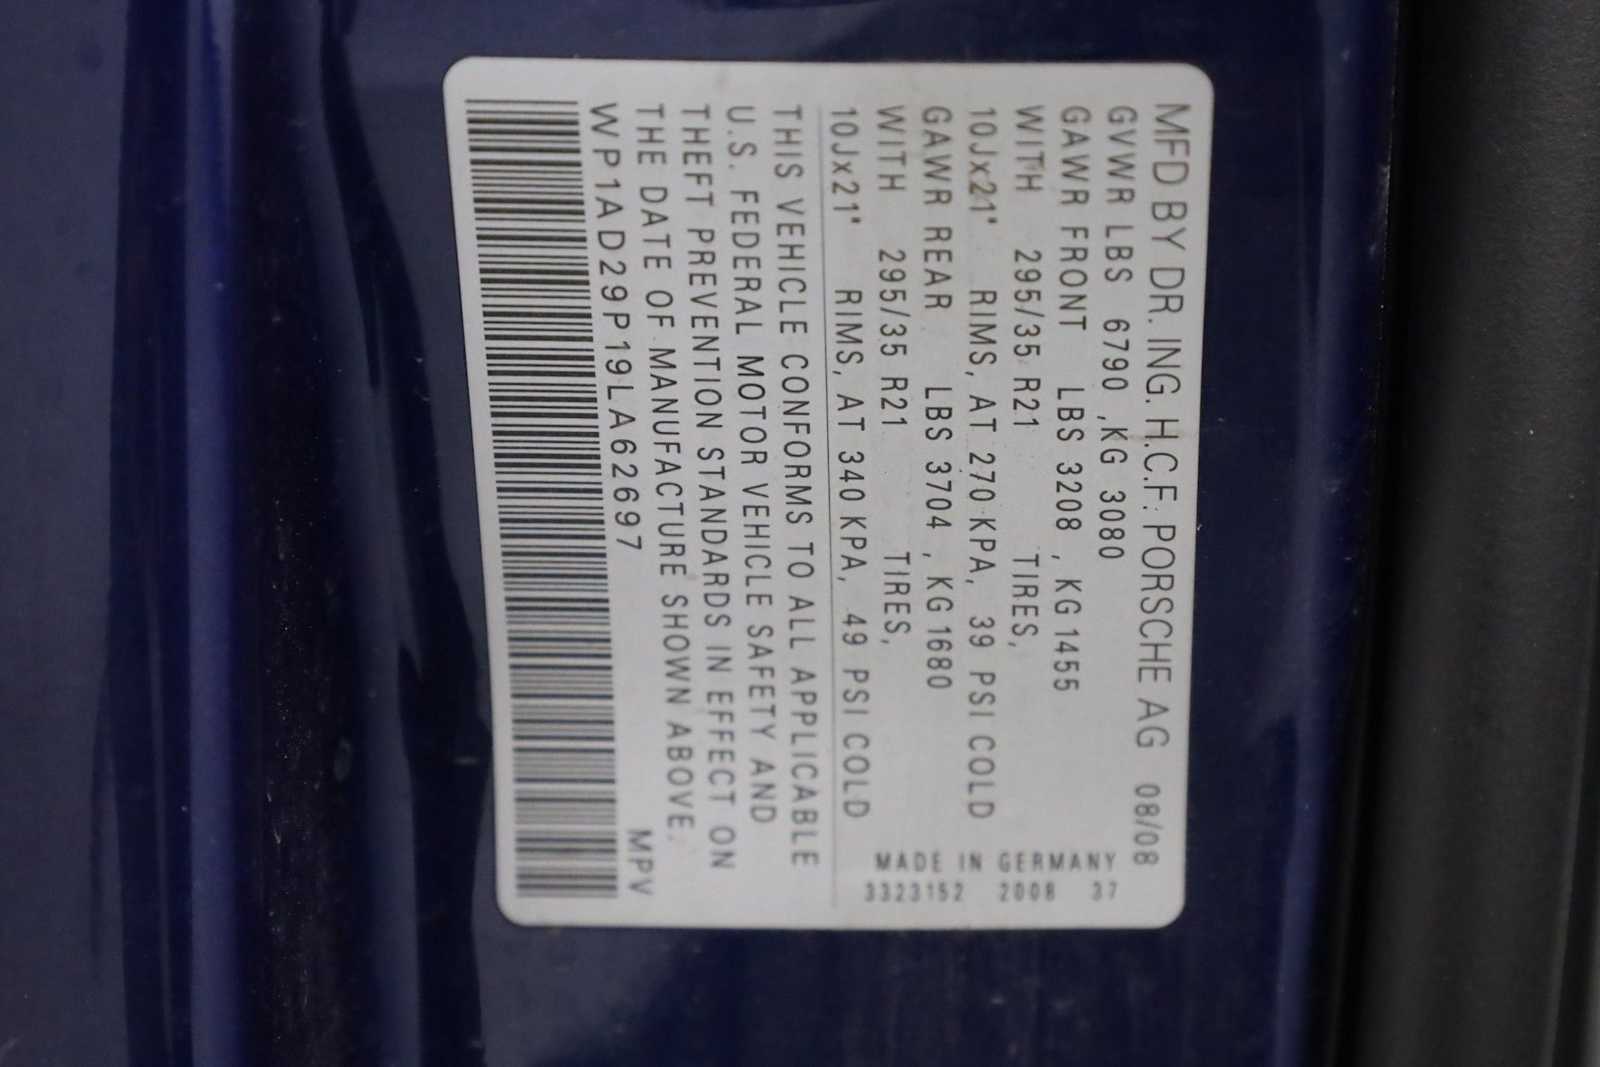 MFD BY DR. ING. H.C.F. PORSCHE AG 08/08
GVWR LBS 6790 , KG 3080
GAWR FRONT LBS 3208 , KG 1455
WITH 295/35 R21 TIRES,
10Jx21" RIMS, AT 270 KPA, 39 PSI COLD
GAWR REAR LBS 3704 , KG 1680
WITH 295/35 R21 TIRES,
10Jx21" RIMS, AT 340 KPA, 49 PSI COLD
MADE IN GERMANY
3323152 2008 37
THIS VEHICLE CONFORMS TO ALL APPLICABLE
U.S. FEDERAL MOTOR VEHICLE SAFETY AND
THEFT PREVENTION STANDARDS IN EFFECT ON
THE DATE OF MANUFACTURE SHOWN ABOVE.
WP1AD29P19LA62697 MPV